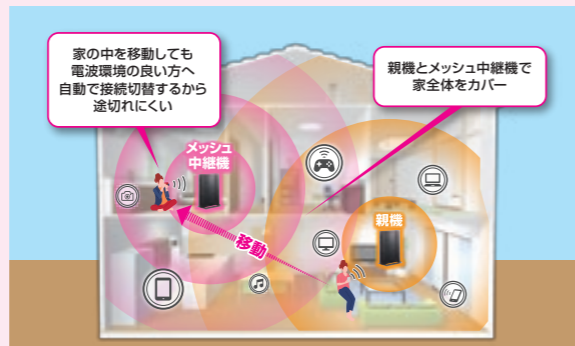 家の中を移動しても
電波環境の良い方へ
自動で接続切替するから
途切れにくい
親機とメッシュ中継機で
家全体をカバー
メッシュ
中継機
親機
移動